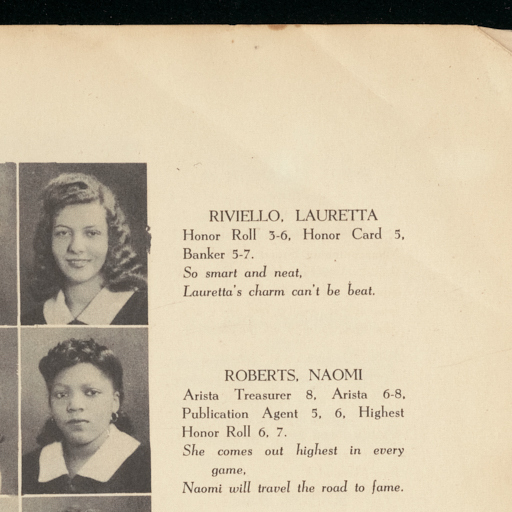 RIVIELLO, LAURETTA
Honor Roll 3-6, Honor Card 5,
Banker 5-7.
So smart and neat,
Lauretta's charm can't be beat.
ROBERTS, NAOMI
Arista Treasurer 8, Arista 6-8,
Publication Agent 5, 6, Highest
Honor Roll 6, 7.
She comes out highest in every
game,
Naomi will travel the road to fame.